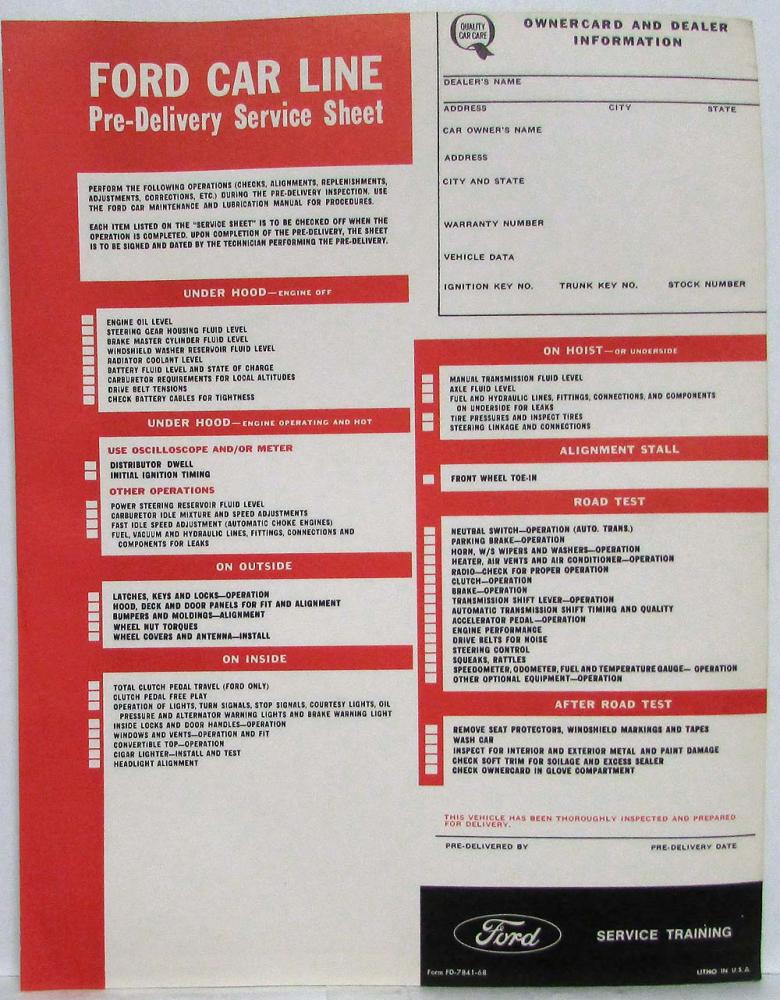 FORD CAR LINE
Pre-Delivery Service Sheet
PERFORM THE FOLLOWING OPERATIONS (CHECKS, ALIGNMENTS, REPLENISHMENTS,
ADJUSTMENTS, CORRECTIONS, ETC.) DURING THE PRE-DELIVERY INSPECTION. USE
THE FORD CAR MAINTENANCE AND LUBRICATION MANUAL FOR PROCEDURES.
EACH ITEM LISTED ON THE "SERVICE SHEET" IS TO BE CHECKED OFF WHEN THE
OPERATION IS COMPLETED. UPON COMPLETION OF THE PRE-DELIVERY, THE SHEET
IS TO BE SIGNED AND DATED BY THE TECHNICIAN PERFORMING THE PRE-DELIVERY.
UNDER HOOD—ENGINE OFF
ENGINE OIL LEVEL
STEERING GEAR HOUSING FLUID LEVEL
BRAKE MASTER CYLINDER FLUID LEVEL
WINDSHIELD WASHER RESERVOIR FLUID LEVEL
RADIATOR COOLANT LEVEL
BATTERY FLUID LEVEL AND STATE OF CHARGE
CARBURETOR REQUIREMENTS FOR LOCAL ALTITUDES
DRIVE BELT TENSIONS
CHECK BATTERY CABLES FOR TIGHTNESS
UNDER HOOD—ENGINE OPERATING AND HOT
USE OSCILLOSCOPE AND/OR METER
DISTRIBUTOR DWELL
INITIAL IGNITION TIMING
OTHER OPERATIONS
POWER STEERING RESERVOIR FLUID LEVEL
CARBURETOR IDLE MIXTURE AND SPEED ADJUSTMENTS
FAST IDLE SPEED ADJUSTMENT (AUTOMATIC CHOKE ENGINES)
FUEL, VACUUM AND HYDRAULIC LINES, FITTINGS, CONNECTIONS AND
COMPONENTS FOR LEAKS
ON OUTSIDE
LATCHES, KEYS AND LOCKS—OPERATION
HOOD, DECK AND DOOR PANELS FOR FIT AND ALIGNMENT
BUMPERS AND MOLDINGS—ALIGNMENT
WHEEL NUT TORQUES
WHEEL COVERS AND ANTENNA—INSTALL
ON INSIDE
TOTAL CLUTCH PEDAL TRAVEL (FORD ONLY)
CLUTCH PEDAL FREE PLAY
OPERATION OF LIGHTS, TURN SIGNALS, STOP SIGNALS, COURTESY LIGHTS, OIL
PRESSURE AND ALTERNATOR WARNING LIGHTS AND BRAKE WARNING LIGHT
INSIDE LOCKS AND DOOR HANDLES—OPERATION
WINDOWS AND VENTS—OPERATION AND FIT
CONVERTIBLE TOP—OPERATION
CIGAR LIGHTER—INSTALL AND TEST
HEADLIGHT ALIGNMENT
QUALITY
CAR CARE
OWNERCARD AND DEALER
INFORMATION
DEALER'S NAME
ADDRESS CITY STATE
CAR OWNER'S NAME
ADDRESS
CITY AND STATE
WARRANTY NUMBER
VEHICLE DATA
IGNITION KEY NO. TRUNK KEY NO. STOCK NUMBER
ON HOIST—OR UNDERSIDE
MANUAL TRANSMISSION FLUID LEVEL
AXLE FLUID LEVEL
FUEL AND HYDRAULIC LINES, FITTINGS, CONNECTIONS, AND COMPONENTS
ON UNDERSIDE FOR LEAKS
TIRE PRESSURES AND INSPECT TIRES
STEERING LINKAGE AND CONNECTIONS
ALIGNMENT STALL
FRONT WHEEL TOE-IN
ROAD TEST
NEUTRAL SWITCH—OPERATION (AUTO. TRANS.)
PARKING BRAKE—OPERATION
HORN, W/S WIPERS AND WASHERS—OPERATION
HEATER, AIR VENTS AND AIR CONDITIONER—OPERATION
RADIO—CHECK FOR PROPER OPERATION
CLUTCH—OPERATION
BRAKE—OPERATION
TRANSMISSION SHIFT LEVER—OPERATION
AUTOMATIC TRANSMISSION SHIFT TIMING AND QUALITY
ACCELERATOR PEDAL—OPERATION
ENGINE PERFORMANCE
DRIVE BELTS FOR NOISE
STEERING CONTROL
SQUEAKS, RATTLES
SPEEDOMETER, ODOMETER, FUEL AND TEMPERATURE GAUGE— OPERATION
OTHER OPTIONAL EQUIPMENT—OPERATION
AFTER ROAD TEST
REMOVE SEAT PROTECTORS, WINDSHIELD MARKINGS AND TAPES
WASH CAR
INSPECT FOR INTERIOR AND EXTERIOR METAL AND PAINT DAMAGE
CHECK SOFT TRIM FOR SOILAGE AND EXCESS SEALER
CHECK OWNERCARD IN GLOVE COMPARTMENT
THIS VEHICLE HAS BEEN THOROUGHLY INSPECTED AND PREPARED
FOR DELIVERY.
PRE-DELIVERED BY PRE-DELIVERY DATE
Ford SERVICE TRAINING
Form FD-7841-68 LITHO IN U.S.A.